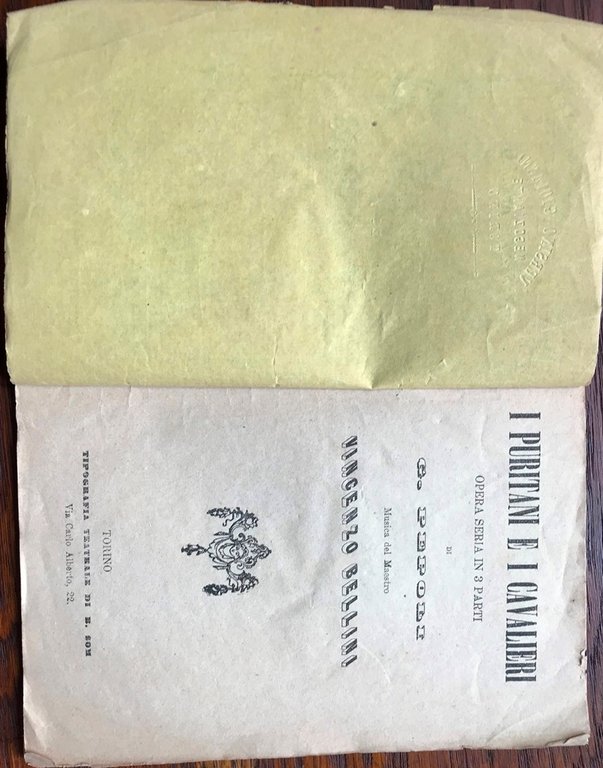 I PURITANI E I CAVALIERI
OPERA SERIA IN 3 PARTI
DI
C. PEPOLI
Musica del Maestro
VINCENZO BELLINI
TORINO
TIPOGRAFIA TEATRALE DI B. SOM
Via Carlo Alberto, 22.